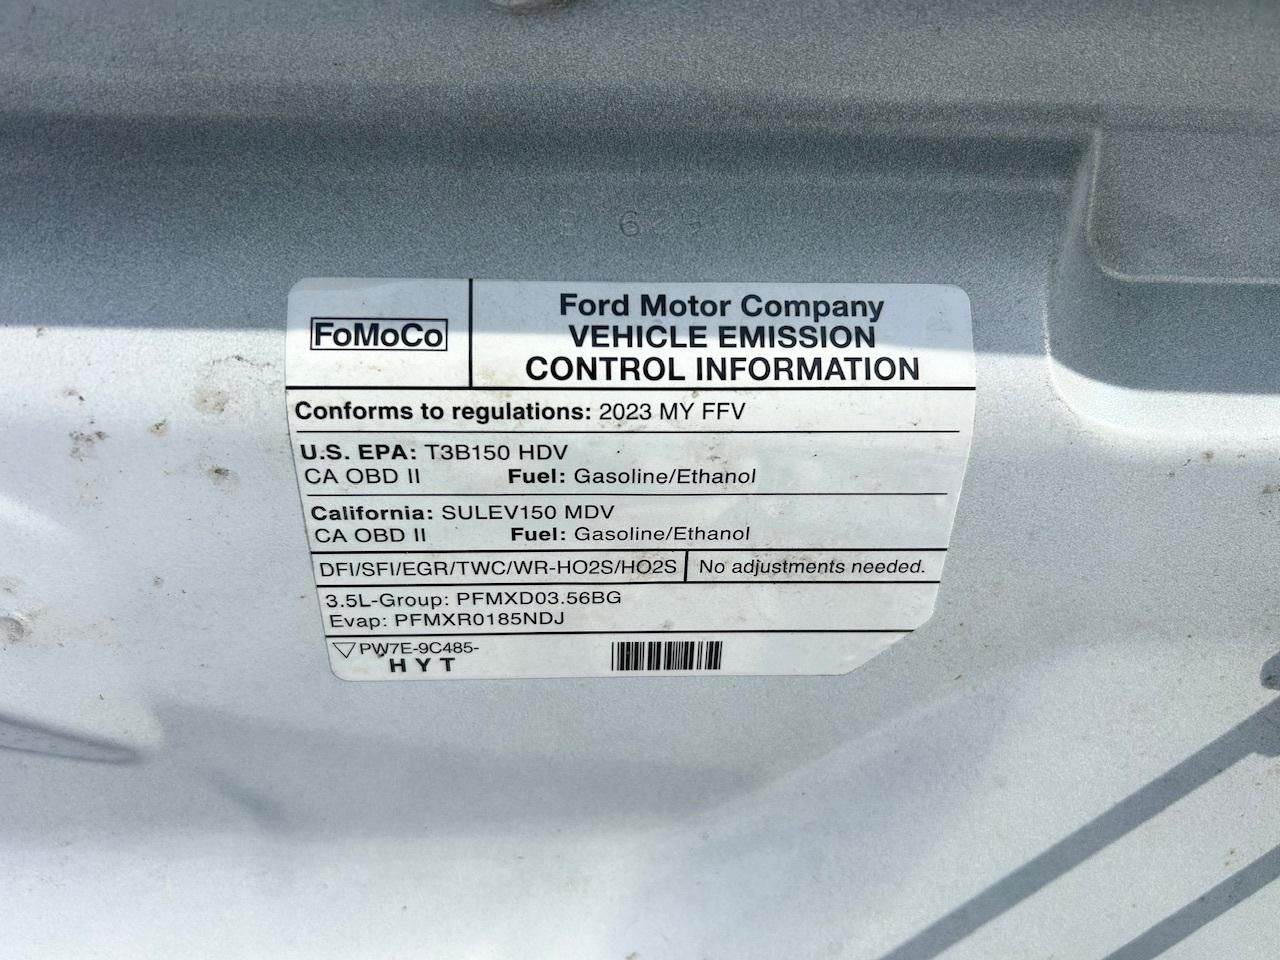 FoMoCo
Ford Motor Company
VEHICLE EMISSION
CONTROL INFORMATION
Conforms to regulations: 2023 MY FFV
U.S. EPA: T3B150 HDV
CA OBD II Fuel: Gasoline/Ethanol
California: SULEV150 MDV
CA OBD II Fuel: Gasoline/Ethanol
DFI/SFI/EGR/TWC/WR-HO2S/HO2S No adjustments needed.
3.5L-Group: PFMXD03.56BG
Evap: PFMXR0185NDJ
PW7E-9C485-
HYT